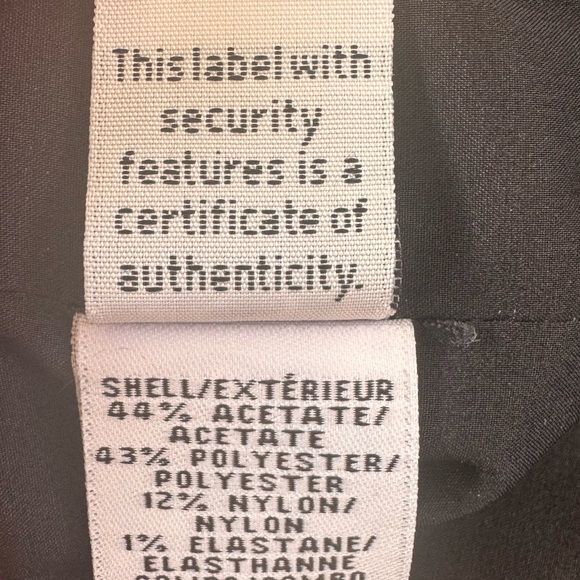 This label with
security
features is a
certificate of
authenticity.
SHELL/EXTÉRIEUR
44% ACETATE/
ACETATE
43% POLYESTER/
POLYESTER
12% NYLON/
NYLON
1% ELASTANE/
ELASTHANNE